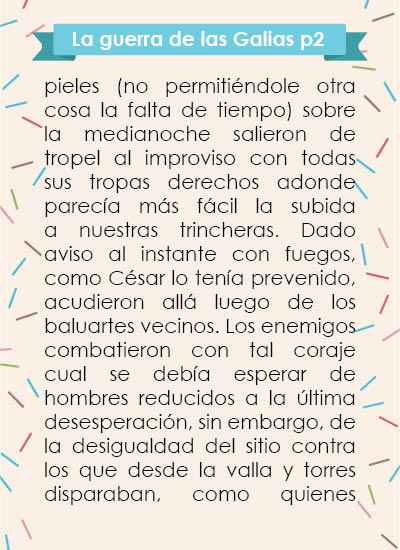 La guerra de las Galias p2
pieles (no permitiéndole otra
cosa la falta de tiempo) sobre
la medianoche salieron de
tropel al improviso con todas
sus tropas derechos adonde
parecía más fácil la subida
a nuestras trincheras. Dado
aviso al instante con fuegos,
como César lo tenía prevenido,
acudieron allá luego de los
baluartes vecinos. Los enemigos
combatieron con tal coraje
cual se debía esperar de
hombres reducidos a la última
desesperación, sin embargo, de
la desigualdad del sitio contra
los que desde la valla y torres
disparaban, como quienes